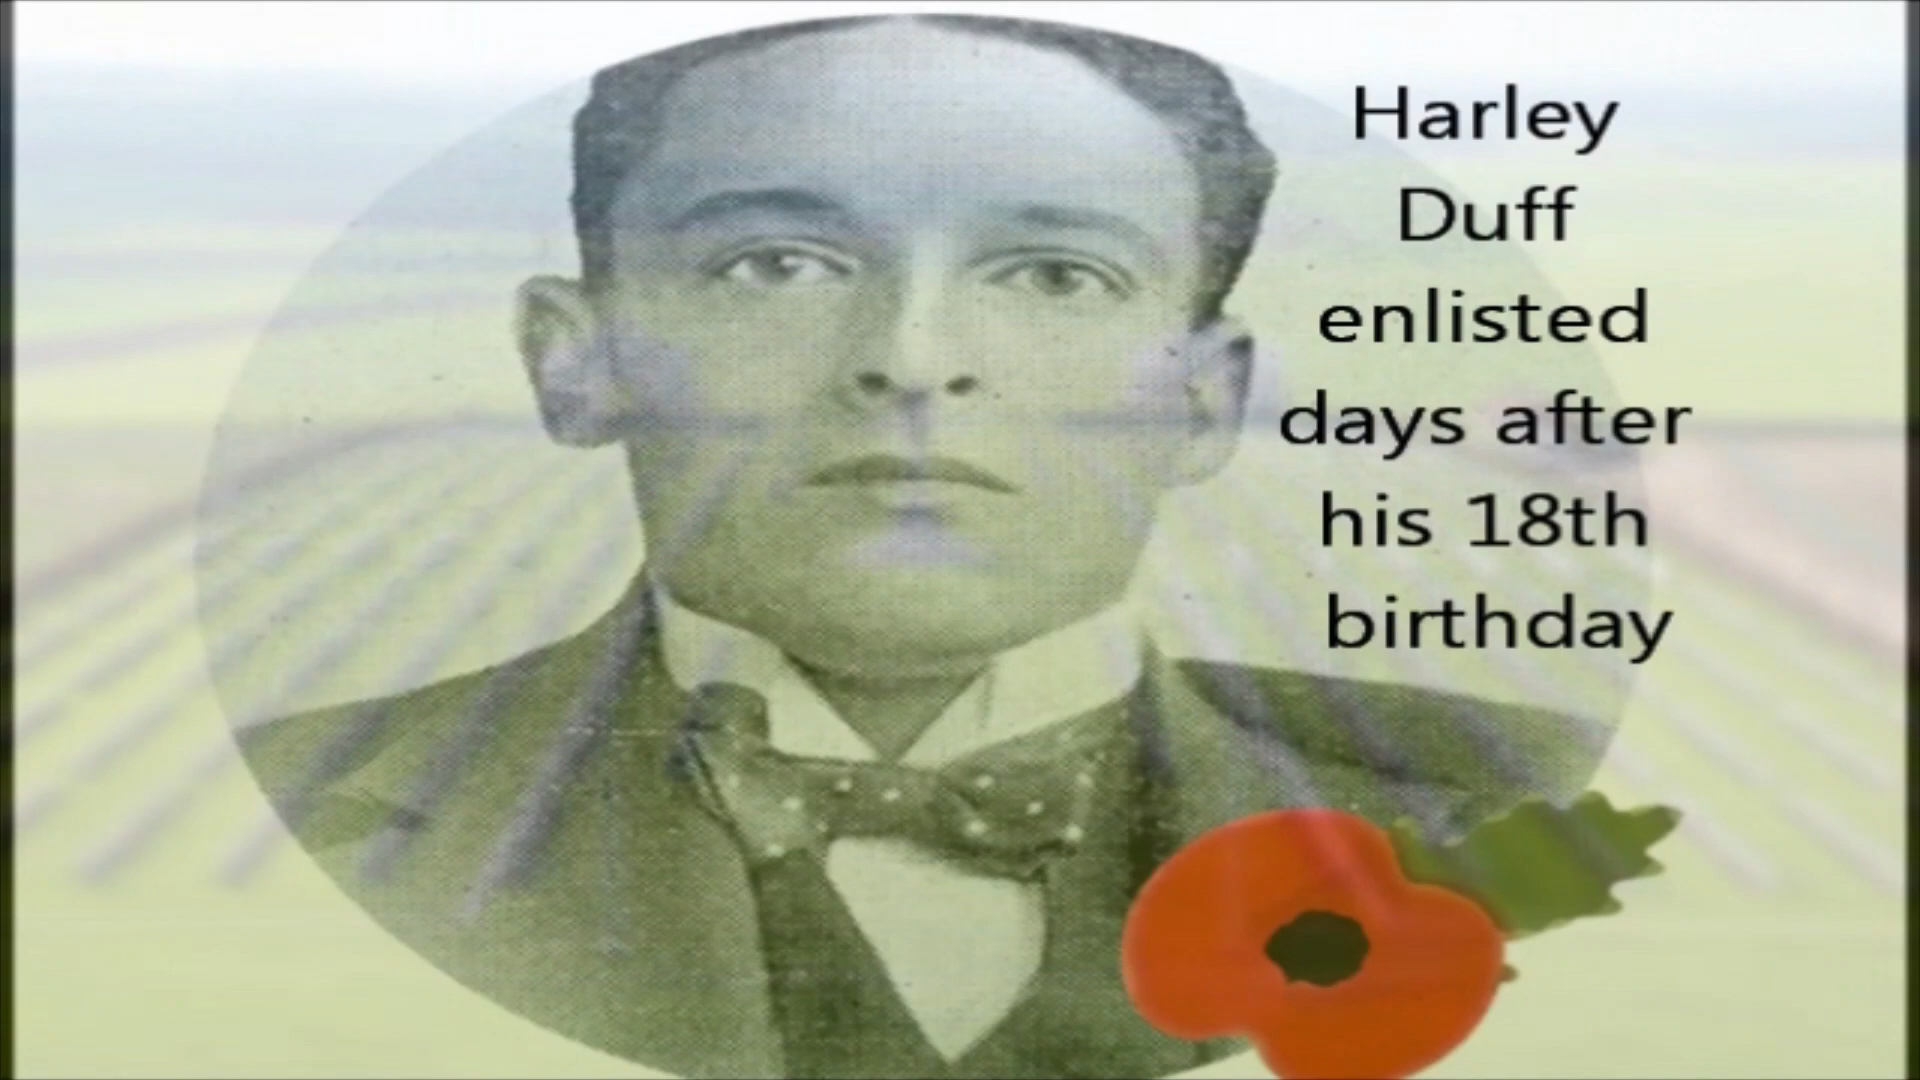 Harley
Duff
enlisted
days after
his 18th
birthday